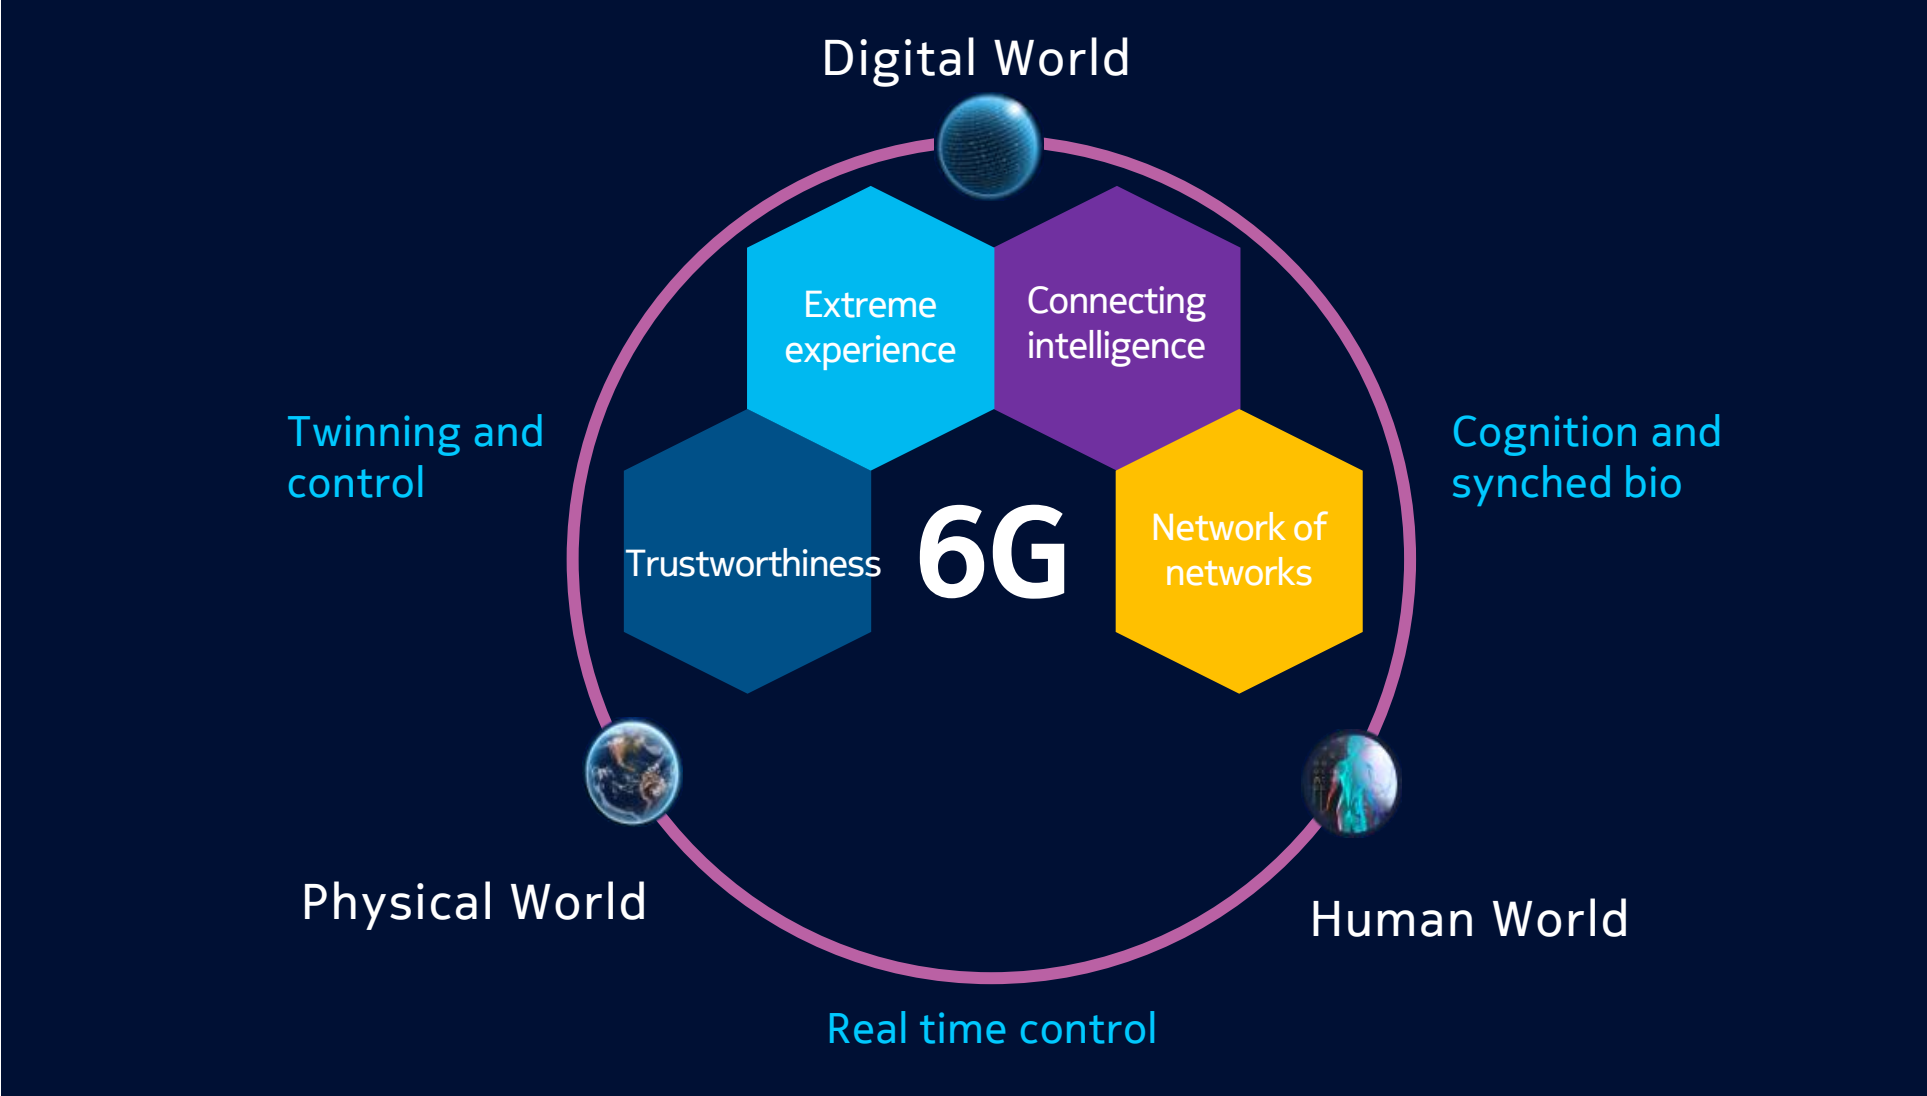 Digital World
Extreme
experience
Connecting
intelligence
Twinning and
control
Cognition and
synched bio
Trustworthiness
6G
Network of
networks
Physical World
Human World
Real time control